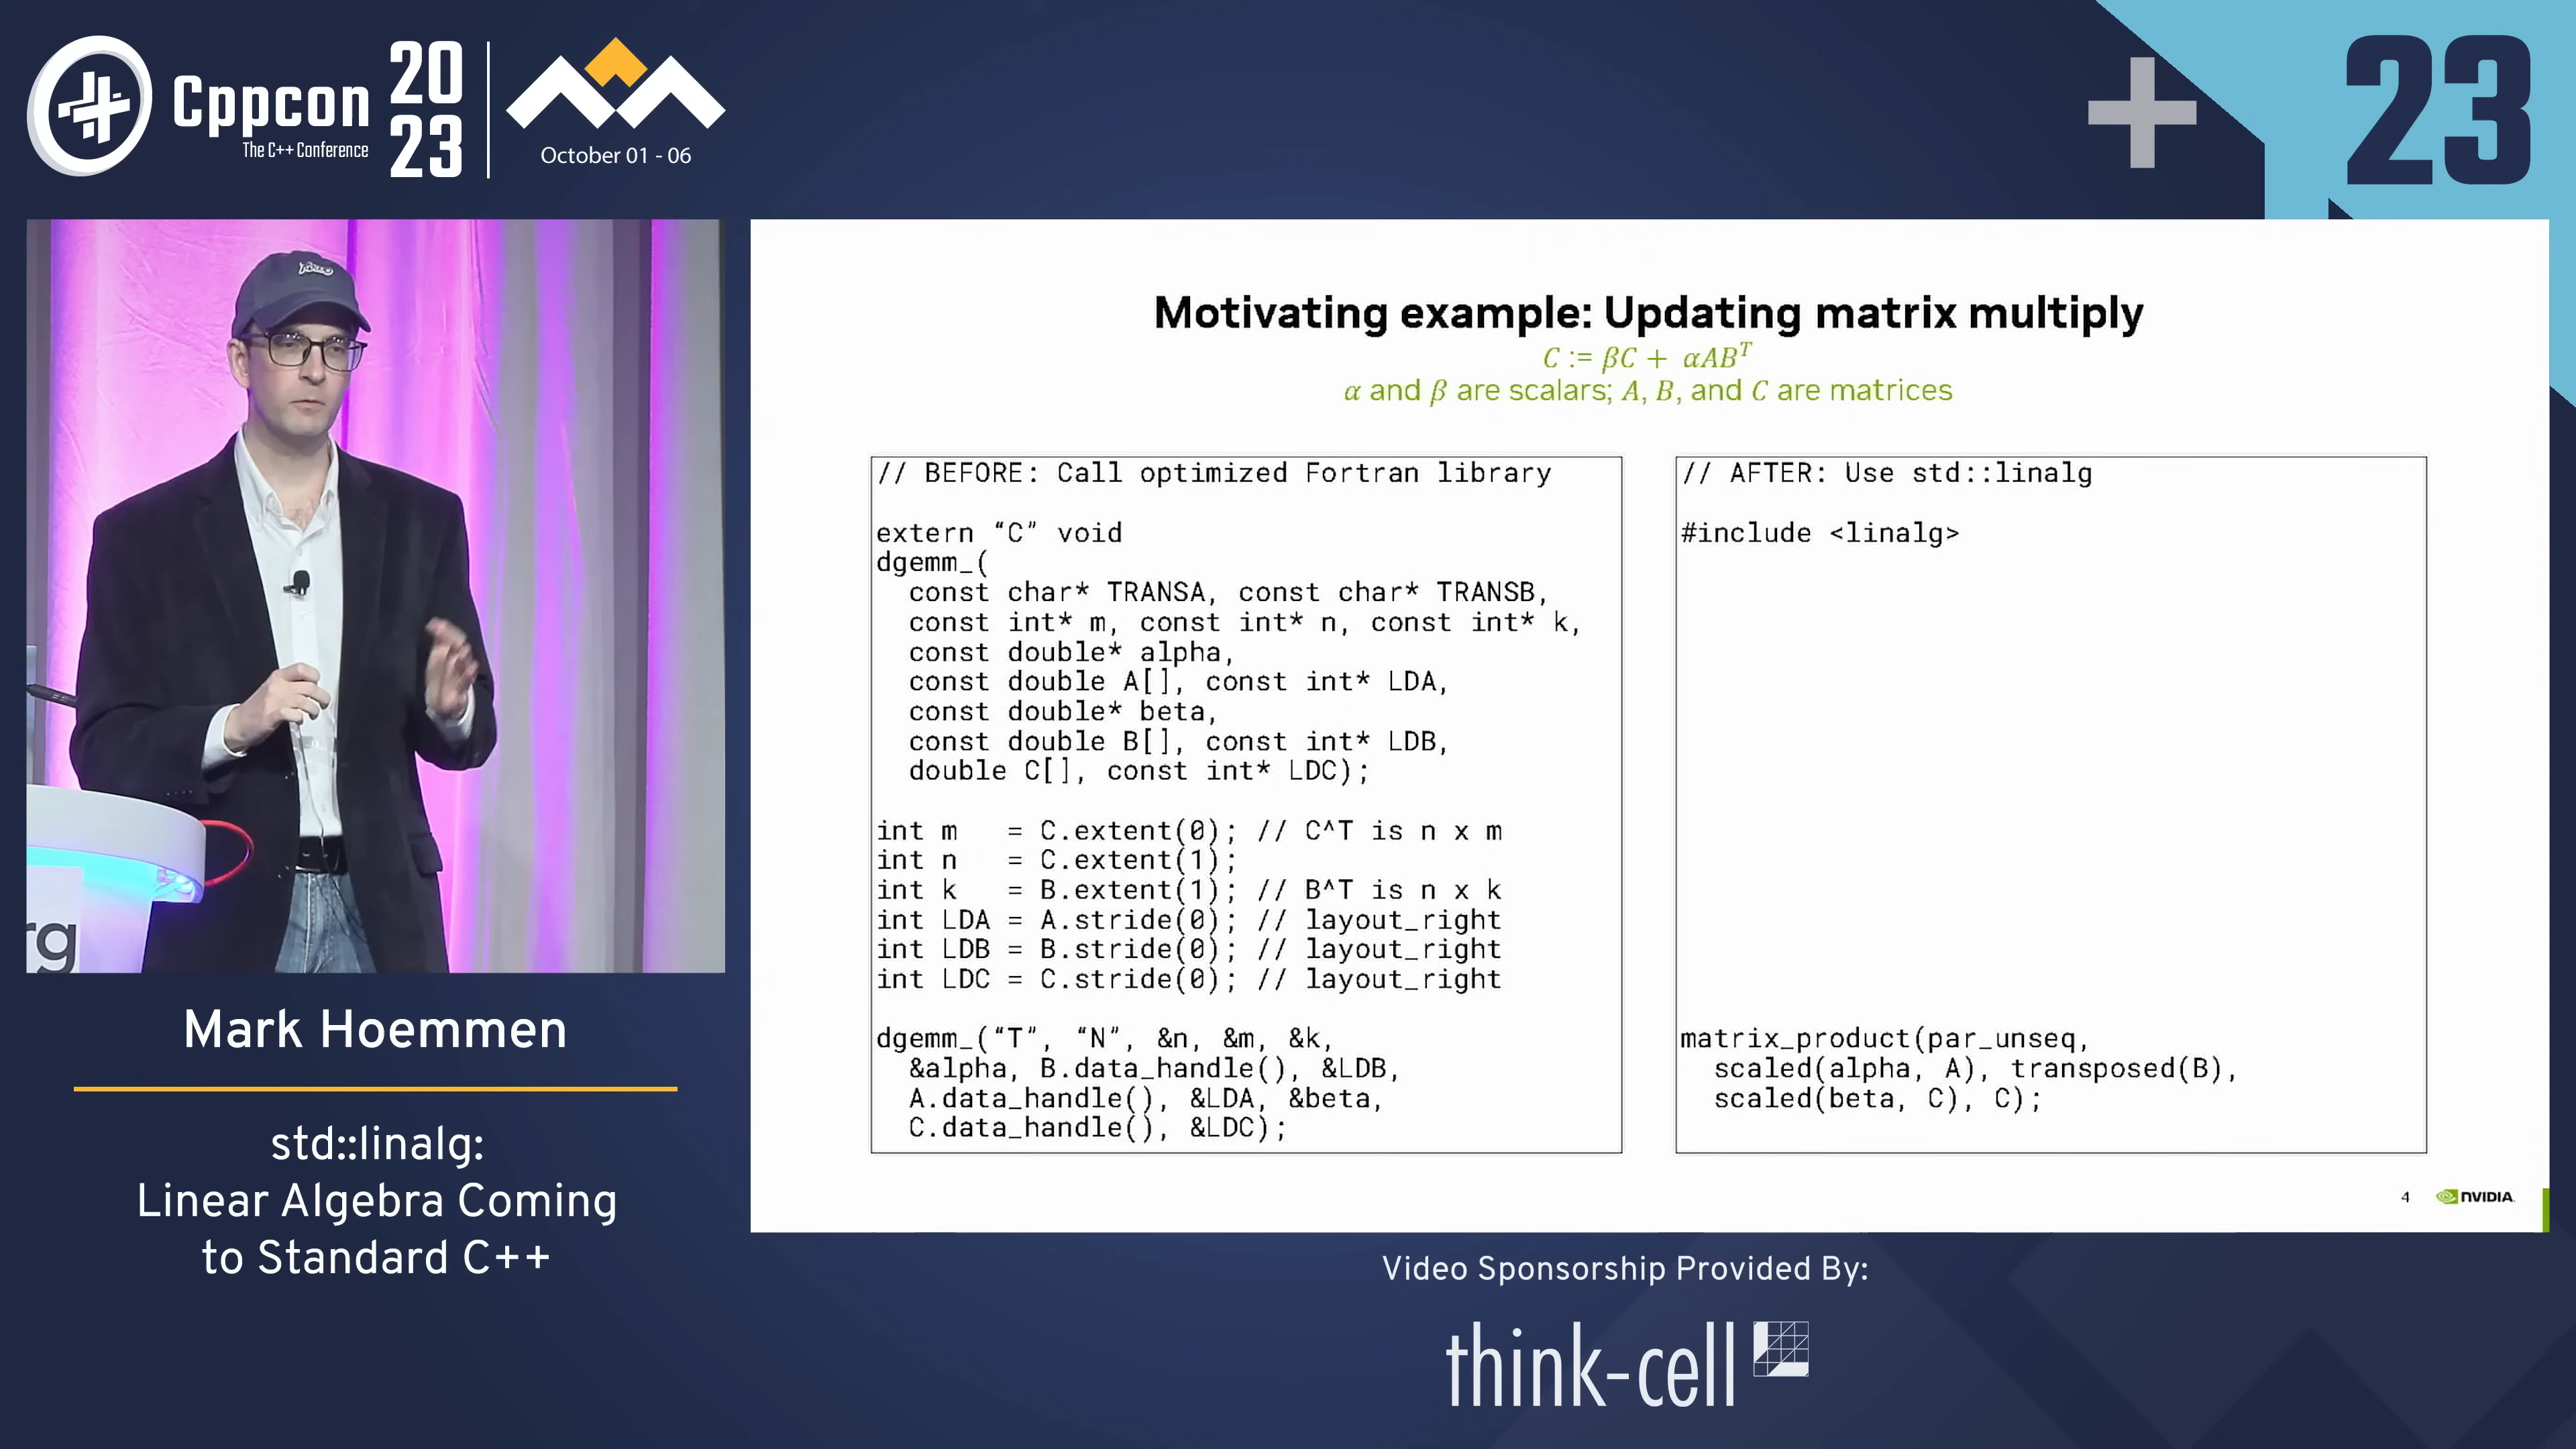 Cppcon
The C++ Conference
20
23
October 01 - 06
23
Motivating example: Updating matrix multiply
C := βC + αABᵀ
α and β are scalars; A, B, and C are matrices
// BEFORE: Call optimized Fortran library
extern “C” void
dgemm_(
const char* TRANSA, const char* TRANSB,
const int* m, const int* n, const int* k,
const double* alpha,
const double A[], const int* LDA,
const double* beta,
const double B[], const int* LDB,
double C[], const int* LDC);
int m = C.extent(0); // C^T is n x m
int n = C.extent(1);
int k = B.extent(1); // B^T is n x k
int LDA = A.stride(0); // layout_right
int LDB = B.stride(0); // layout_right
int LDC = C.stride(0); // layout_right
dgemm_(“T”, “N”, &n, &m, &k,
&alpha, B.data_handle(), &LDB,
A.data_handle(), &LDA, &beta,
C.data_handle(), &LDC);
// AFTER: Use std::linalg
#include <linalg>
matrix_product(par_unseq,
scaled(alpha, A), transposed(B),
scaled(beta, C), C);
4
NVIDIA.
rg
Mark Hoemmen
std::linalg:
Linear Algebra Coming
to Standard C++
Video Sponsorship Provided By:
think-cell